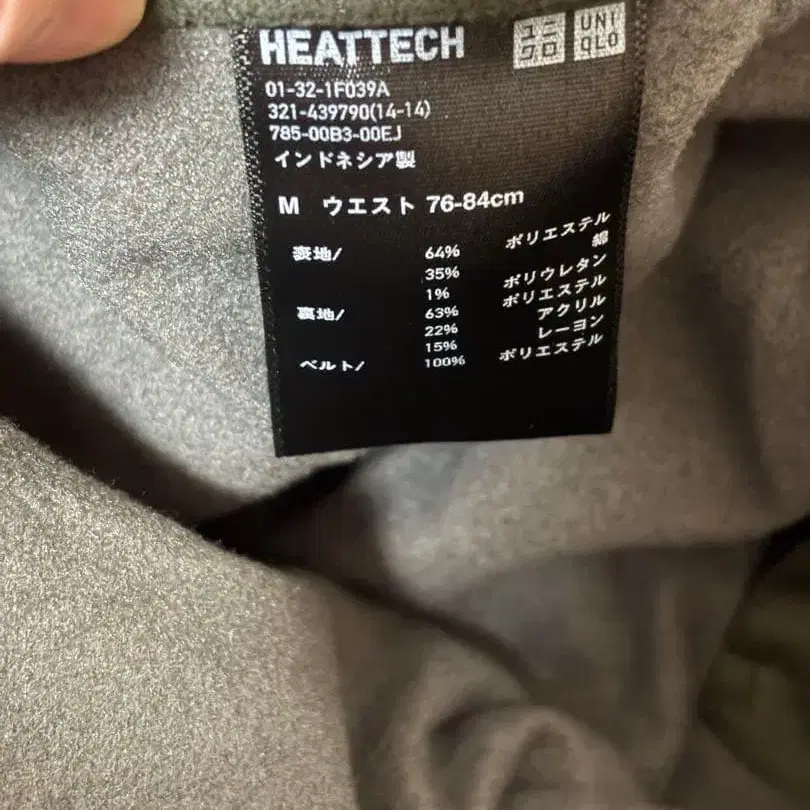 HEATTECH
ユニ
クロ
UNI
QLO
01-32-1F039A
321-439790(14-14)
785-00B3-00EJ
インドネシア製
M ウエスト 76-84cm
表地/ 64% ポリエステル
35% 綿
1% ポリウレタン
裏地/ 63% ポリエステル
22% アクリル
15% レーヨン
ベルト/ 100% ポリエステル